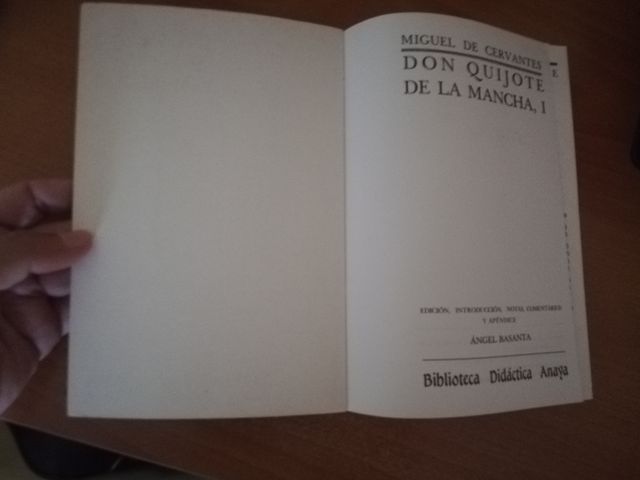 MIGUEL DE CERVANTES
DON QUIJOTE
DE LA MANCHA, I
E
EDICIÓN, INTRODUCCIÓN, NOTAS, COMENTARIOS
Y APÉNDICE
ÁNGEL BASANTA
Biblioteca Didáctica Anaya